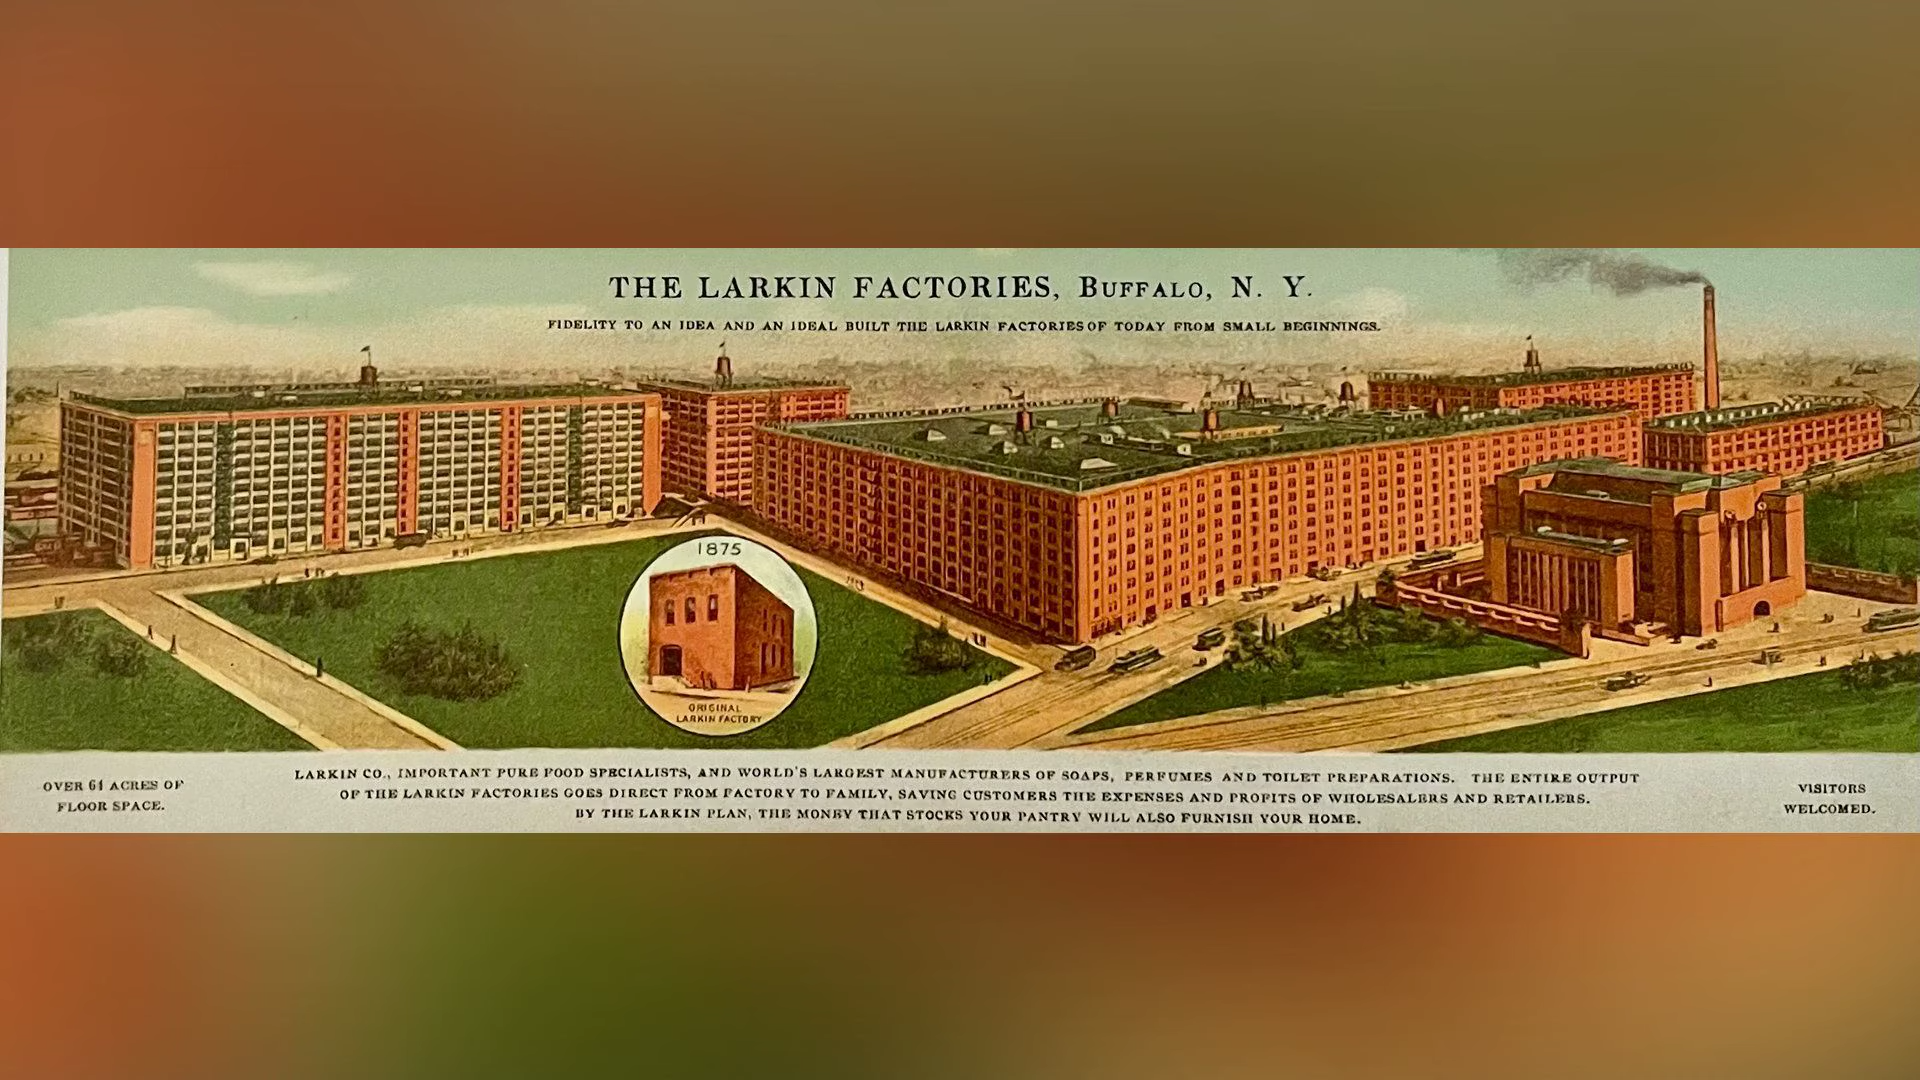 THE LARKIN FACTORIES, BUFFALO, N. Y.
FIDELITY TO AN IDEA AND AN IDEAL BUILT THE LARKIN FACTORIES OF TODAY FROM SMALL BEGINNINGS.
1875
ORIGINAL
LARKIN FACTORY
OVER 64 ACRES OF
FLOOR SPACE.
LARKIN CO., IMPORTANT PURE FOOD SPECIALISTS, AND WORLD'S LARGEST MANUFACTURERS OF SOAPS, PERFUMES AND TOILET PREPARATIONS. THE ENTIRE OUTPUT
OF THE LARKIN FACTORIES GOES DIRECT FROM FACTORY TO FAMILY, SAVING CUSTOMERS THE EXPENSES AND PROFITS OF WHOLESALERS AND RETAILERS.
BY THE LARKIN PLAN, THE MONEY THAT STOCKS YOUR PANTRY WILL ALSO FURNISH YOUR HOME.
VISITORS
WELCOMED.